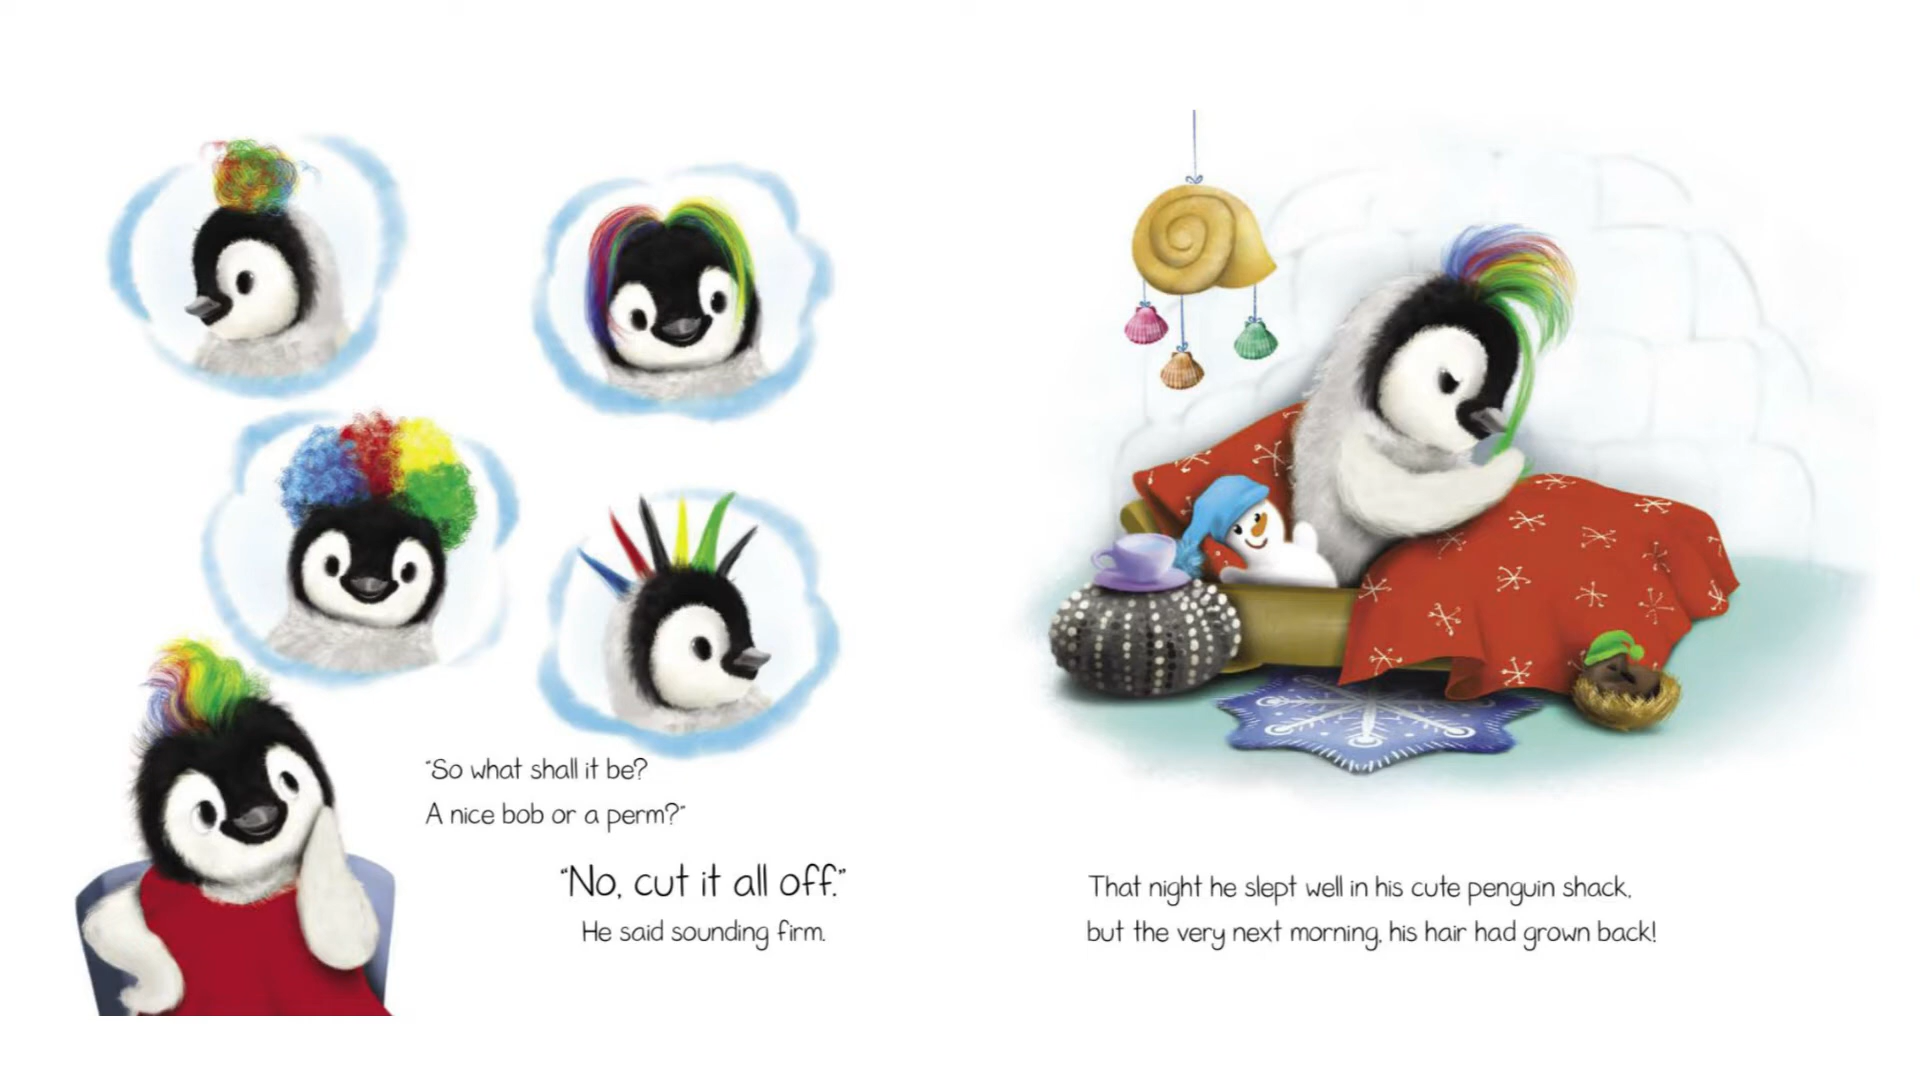 "So what shall it be?
A nice bob or a perm?"
"No, cut it all off."
He said sounding firm.
That night he slept well in his cute penguin shack,
but the very next morning, his hair had grown back!